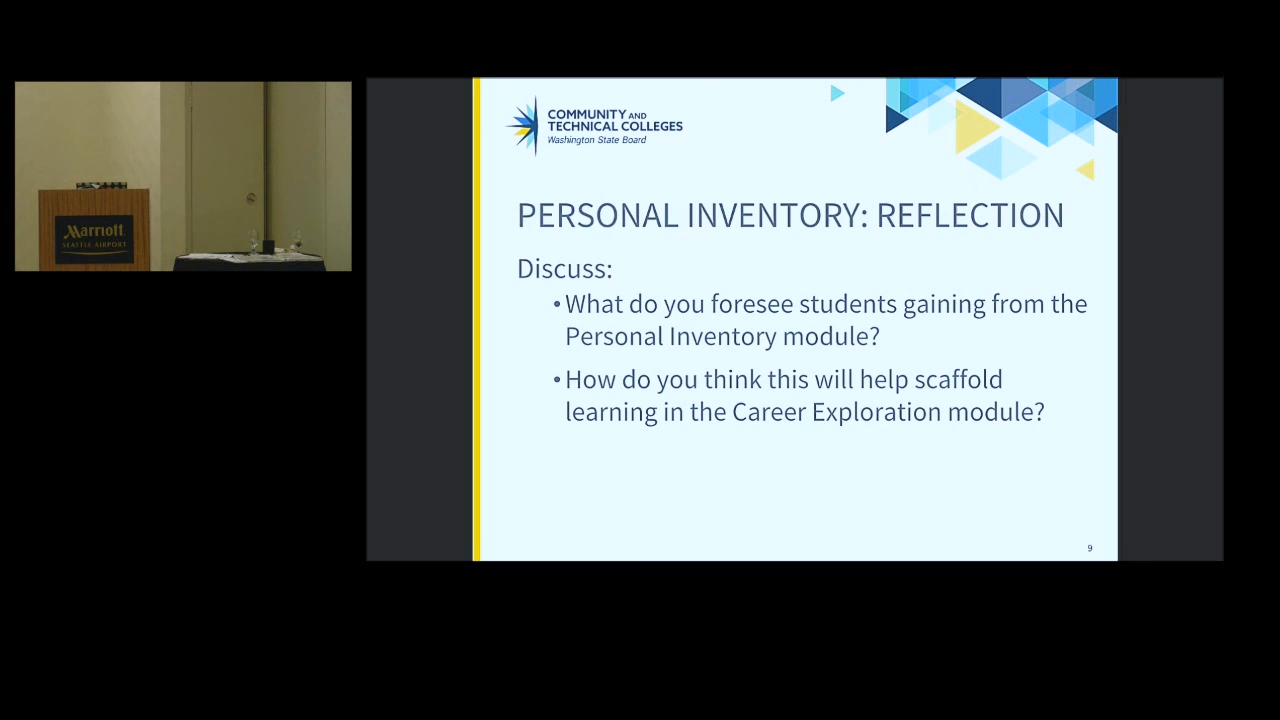 Marriott
SEATTLE AIRPORT
COMMUNITY AND
TECHNICAL COLLEGES
Washington State Board
PERSONAL INVENTORY: REFLECTION
Discuss:
• What do you foresee students gaining from the
Personal Inventory module?
• How do you think this will help scaffold
learning in the Career Exploration module?
9